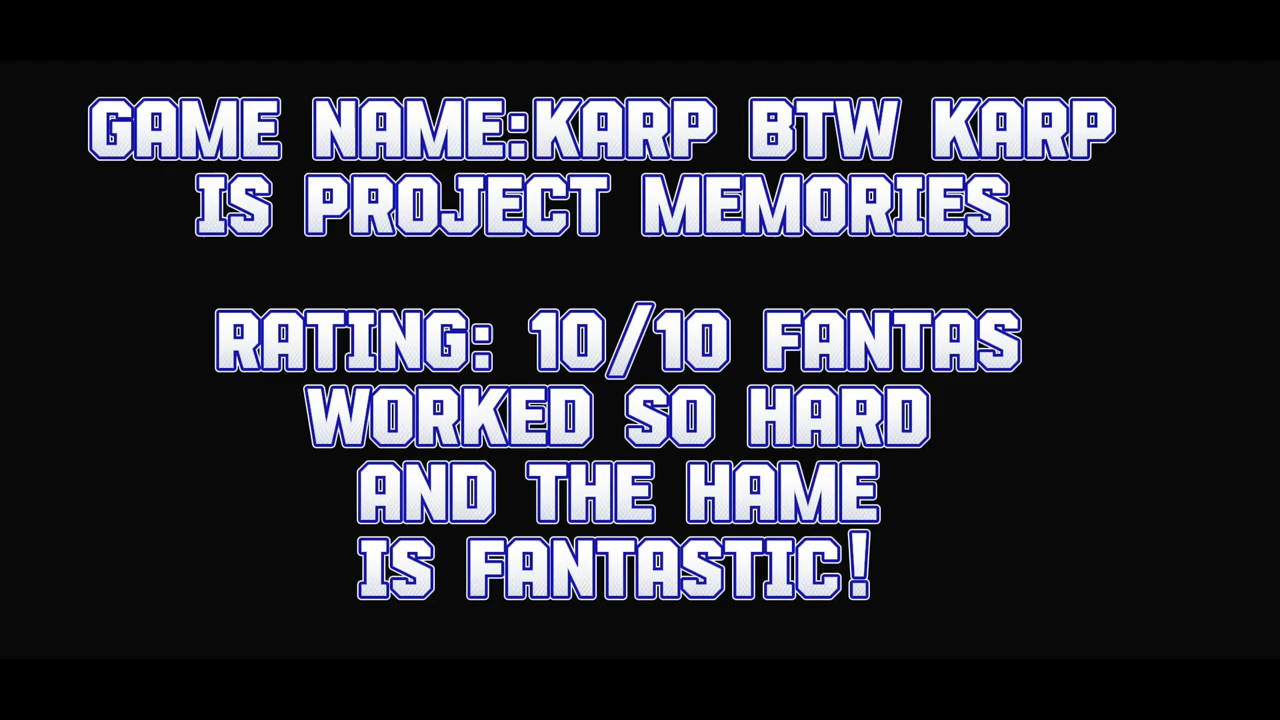 GAME NAME:KARP BTW KARP
IS PROJECT MEMORIES
RATING: 10/10 FANTAS
WORKED SO HARD
AND THE HAME
IS FANTASTIC!